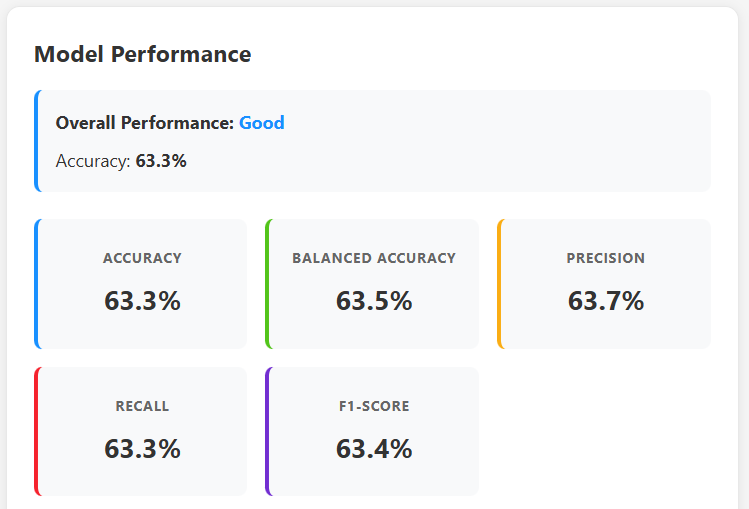 Model Performance
Overall Performance: Good
Accuracy: 63.3%
ACCURACY
63.3%
BALANCED ACCURACY
63.5%
PRECISION
63.7%
RECALL
63.3%
F1-SCORE
63.4%